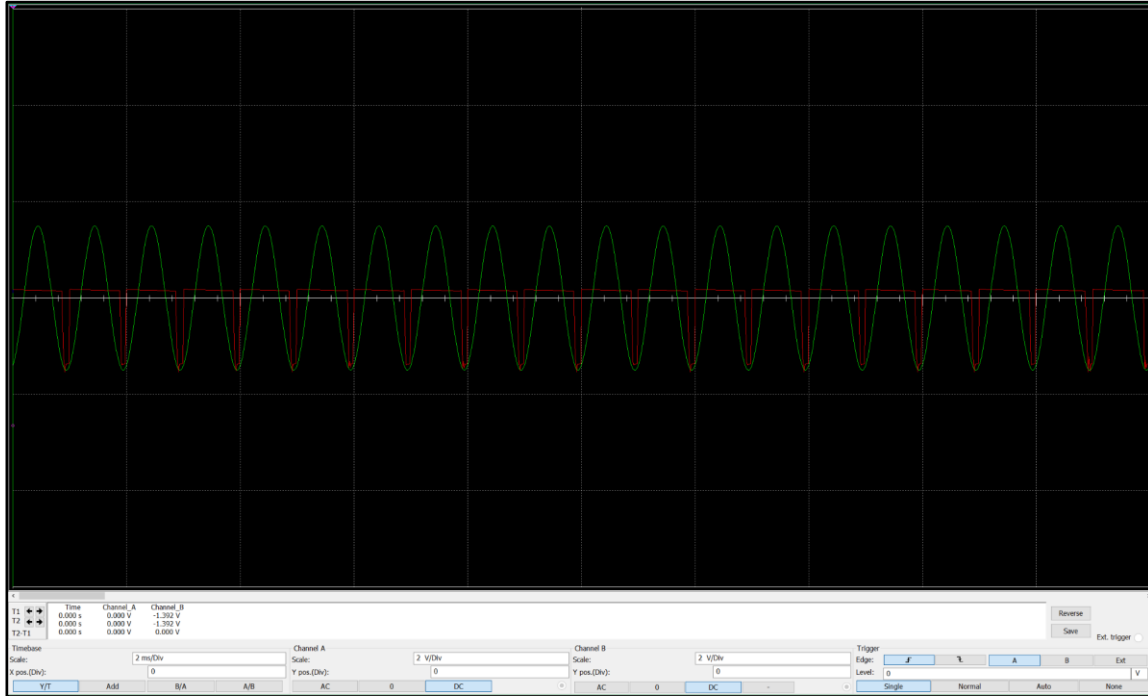 Time Channel_A Channel_B
T1 0.000 s 0.000 V -1.392 V
T2 0.000 s 0.000 V -1.392 V
T2-T1 0.000 s 0.000 V 0.000 V
Reverse
Save
Ext. trigger
Timebase
Scale: 2 ms/Div
X pos.(Div): 0
Y/T Add B/A A/B
Channel A
Scale: 2 V/Div
Y pos.(Div): 0
AC 0 DC
Channel B
Scale: 2 V/Div
Y pos.(Div): 0
AC 0 DC -
Trigger
Edge: A B Ext
Level: 0 V
Single Normal Auto None